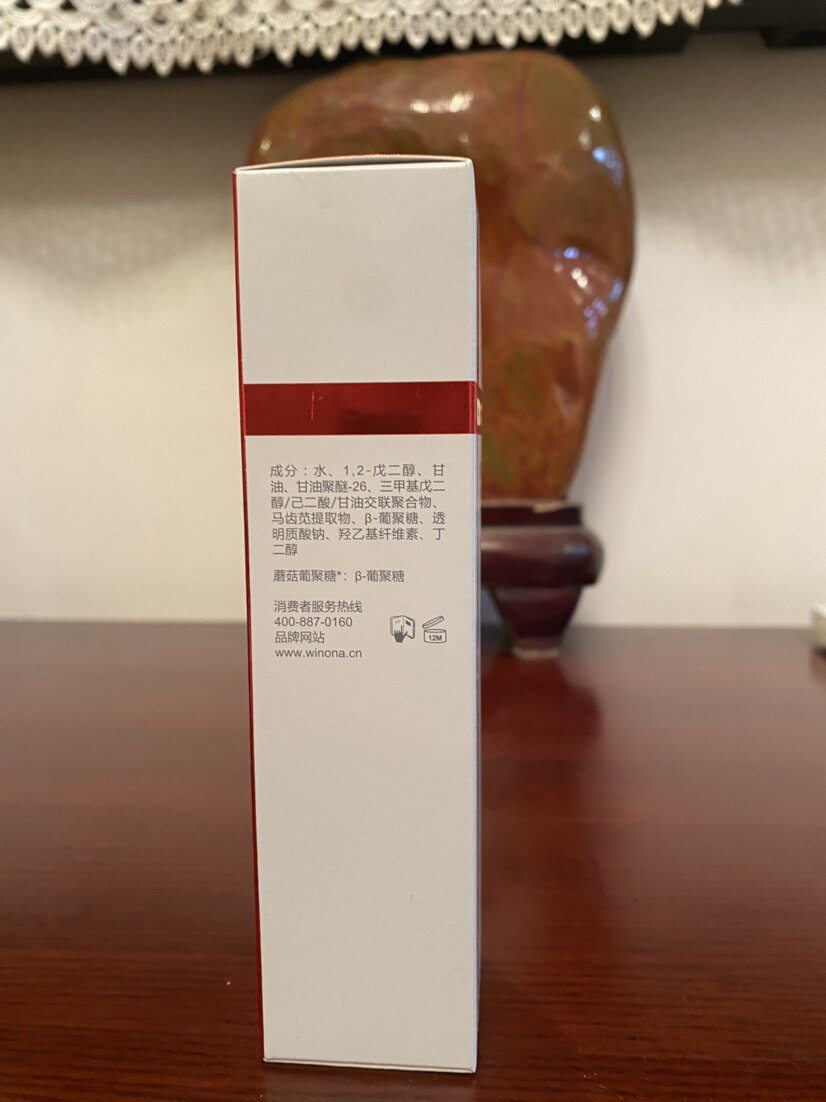 成分：水、1,2-戊二醇、甘
油、甘油聚醚-26、三甲基戊二
醇/己二酸/甘油交联聚合物、
马齿苋提取物、β-葡聚糖、透
明质酸钠、羟乙基纤维素、丁
二醇
蘑菇葡聚糖*：β-葡聚糖
消费者服务热线
400-887-0160
品牌网站
www.winona.cn
12M